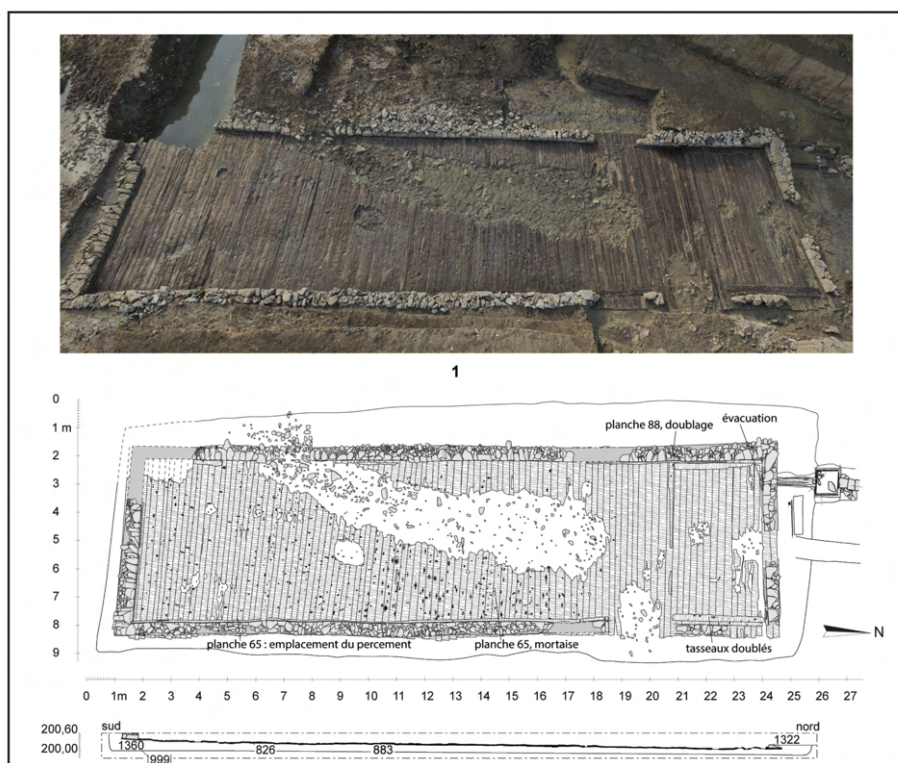 1
0
1 m
2
3
4
5
6
7
8
9
planche 88, doublage
évacuation
planche 65 : emplacement du percement
planche 65, mortaise
tasseaux doublés
N
0 1m 2 3 4 5 6 7 8 9 10 11 12 13 14 15 16 17 18 19 20 21 22 23 24 25 26 27
200,60
200,00
sud
nord
1360
999
826
883
1322